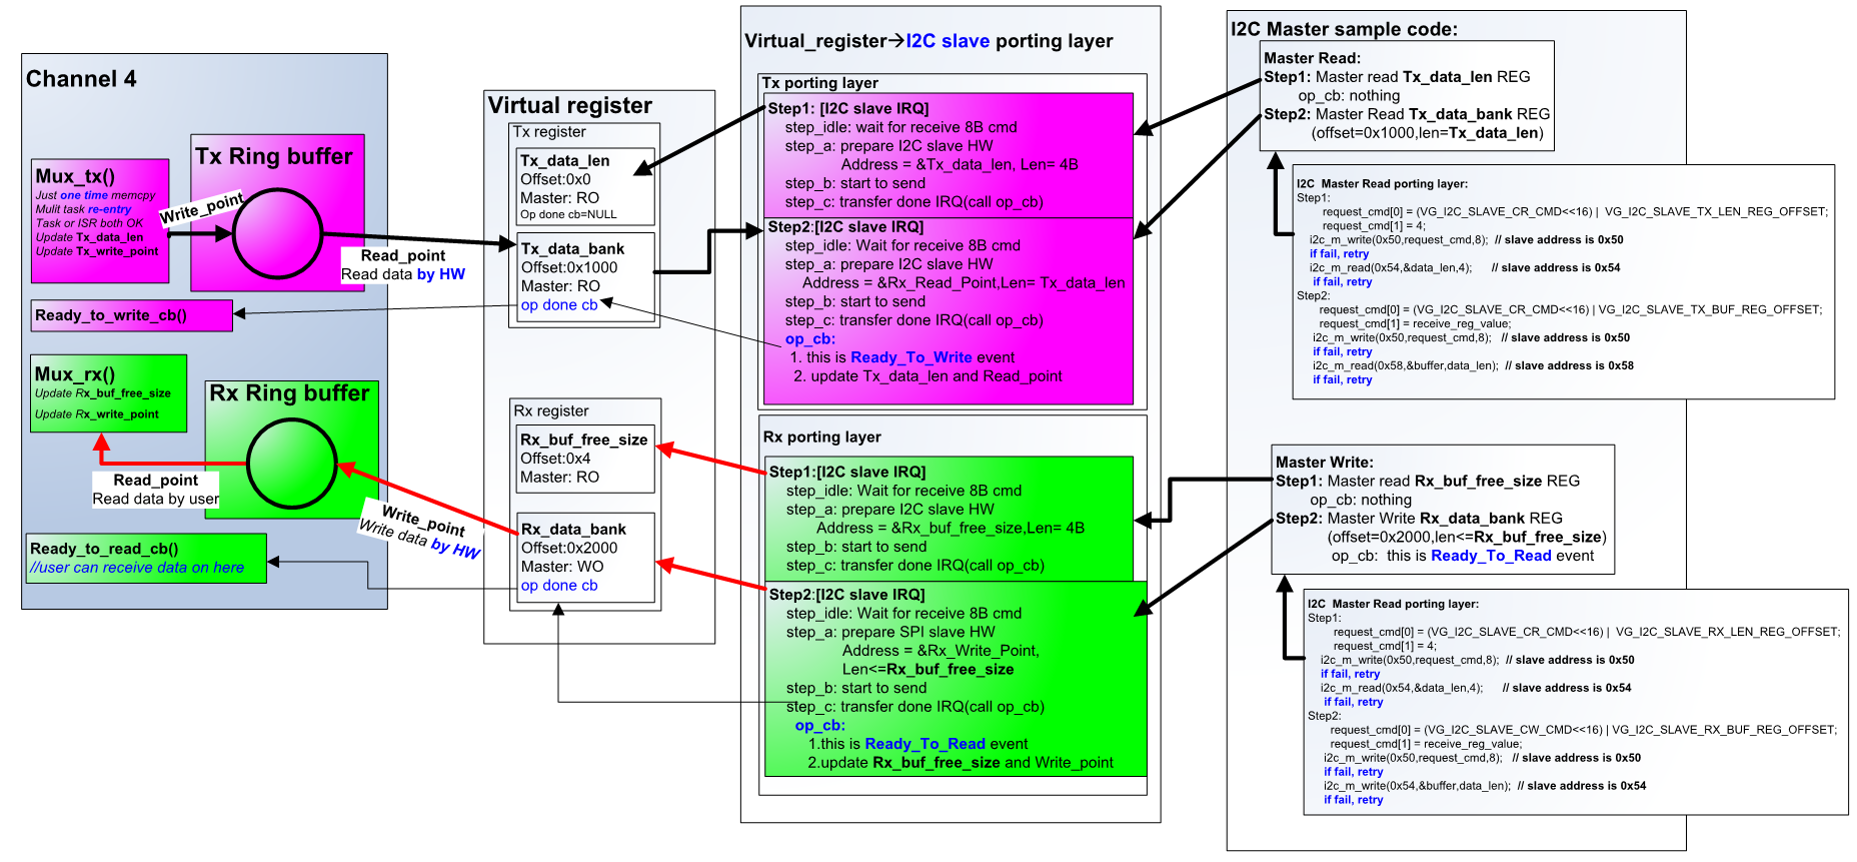 Channel 4
Tx Ring buffer
Mux_tx()
Just one time memcpy
Mulit task re-entry
Task or ISR both OK
Update Tx_data_len
Update Tx_write_point
Write_point
Read_point
Read data by HW
Ready_to_write_cb()
Mux_rx()
Update Rx_buf_free_size
Update Rx_write_point
Rx Ring buffer
Read_point
Read data by user
Write_point
Write data by HW
Ready_to_read_cb()
//user can receive data on here
Virtual register
Tx register
Tx_data_len
Offset:0x0
Master: RO
Op done cb=NULL
Tx_data_bank
Offset:0x1000
Master: RO
op done cb
Rx register
Rx_buf_free_size
Offset:0x4
Master: RO
Rx_data_bank
Offset:0x2000
Master: WO
op done cb
Virtual_register→I2C slave porting layer
Tx porting layer
Step1: [I2C slave IRQ]
step_idle: wait for receive 8B cmd
step_a: prepare I2C slave HW
Address = &Tx_data_len, Len= 4B
step_b: start to send
step_c: transfer done IRQ(call op_cb)
Step2:[I2C slave IRQ]
step_idle: Wait for receive 8B cmd
step_a: prepare I2C slave HW
Address = &Rx_Read_Point,Len= Tx_data_len
step_b: start to send
step_c: transfer done IRQ(call op_cb)
op_cb:
1. this is Ready_To_Write event
2. update Tx_data_len and Read_point
Rx porting layer
Step1:[I2C slave IRQ]
step_idle: Wait for receive 8B cmd
step_a: prepare I2C slave HW
Address = &Rx_buf_free_size,Len= 4B
step_b: start to send
step_c: transfer done IRQ(call op_cb)
Step2:[I2C slave IRQ]
step_idle: Wait for receive 8B cmd
step_a: prepare SPI slave HW
Address = &Rx_Write_Point,
Len<=Rx_buf_free_size
step_b: start to send
step_c: transfer done IRQ(call op_cb)
op_cb:
1.this is Ready_To_Read event
2.update Rx_buf_free_size and Write_point
I2C Master sample code:
Master Read:
Step1: Master read Tx_data_len REG
op_cb: nothing
Step2: Master Read Tx_data_bank REG
(offset=0x1000,len=Tx_data_len)
I2C Master Read porting layer:
Step1:
request_cmd[0] = (VG_I2C_SLAVE_CR_CMD<<16) | VG_I2C_SLAVE_TX_LEN_REG_OFFSET;
request_cmd[1] = 4;
i2c_m_write(0x50,request_cmd,8); // slave address is 0x50
if fail, retry
i2c_m_read(0x54,&data_len,4); // slave address is 0x54
if fail, retry
Step2:
request_cmd[0] = (VG_I2C_SLAVE_CR_CMD<<16) | VG_I2C_SLAVE_TX_BUF_REG_OFFSET;
request_cmd[1] = receive_reg_value;
i2c_m_write(0x50,request_cmd,8); // slave address is 0x50
if fail, retry
i2c_m_read(0x58,&buffer,data_len); // slave address is 0x58
if fail, retry
Master Write:
Step1: Master read Rx_buf_free_size REG
op_cb: nothing
Step2: Master Write Rx_data_bank REG
(offset=0x2000,len<=Rx_buf_free_size)
op_cb: this is Ready_To_Read event
I2C Master Read porting layer:
Step1:
request_cmd[0] = (VG_I2C_SLAVE_CR_CMD<<16) | VG_I2C_SLAVE_RX_LEN_REG_OFFSET;
request_cmd[1] = 4;
i2c_m_write(0x50,request_cmd,8); // slave address is 0x50
if fail, retry
i2c_m_read(0x54,&data_len,4); // slave address is 0x54
if fail, retry
Step2:
request_cmd[0] = (VG_I2C_SLAVE_CW_CMD<<16) | VG_I2C_SLAVE_RX_BUF_REG_OFFSET;
request_cmd[1] = receive_reg_value;
i2c_m_write(0x50,request_cmd,8); // slave address is 0x50
if fail, retry
i2c_m_write(0x54,&buffer,data_len); // slave address is 0x54
if fail, retry